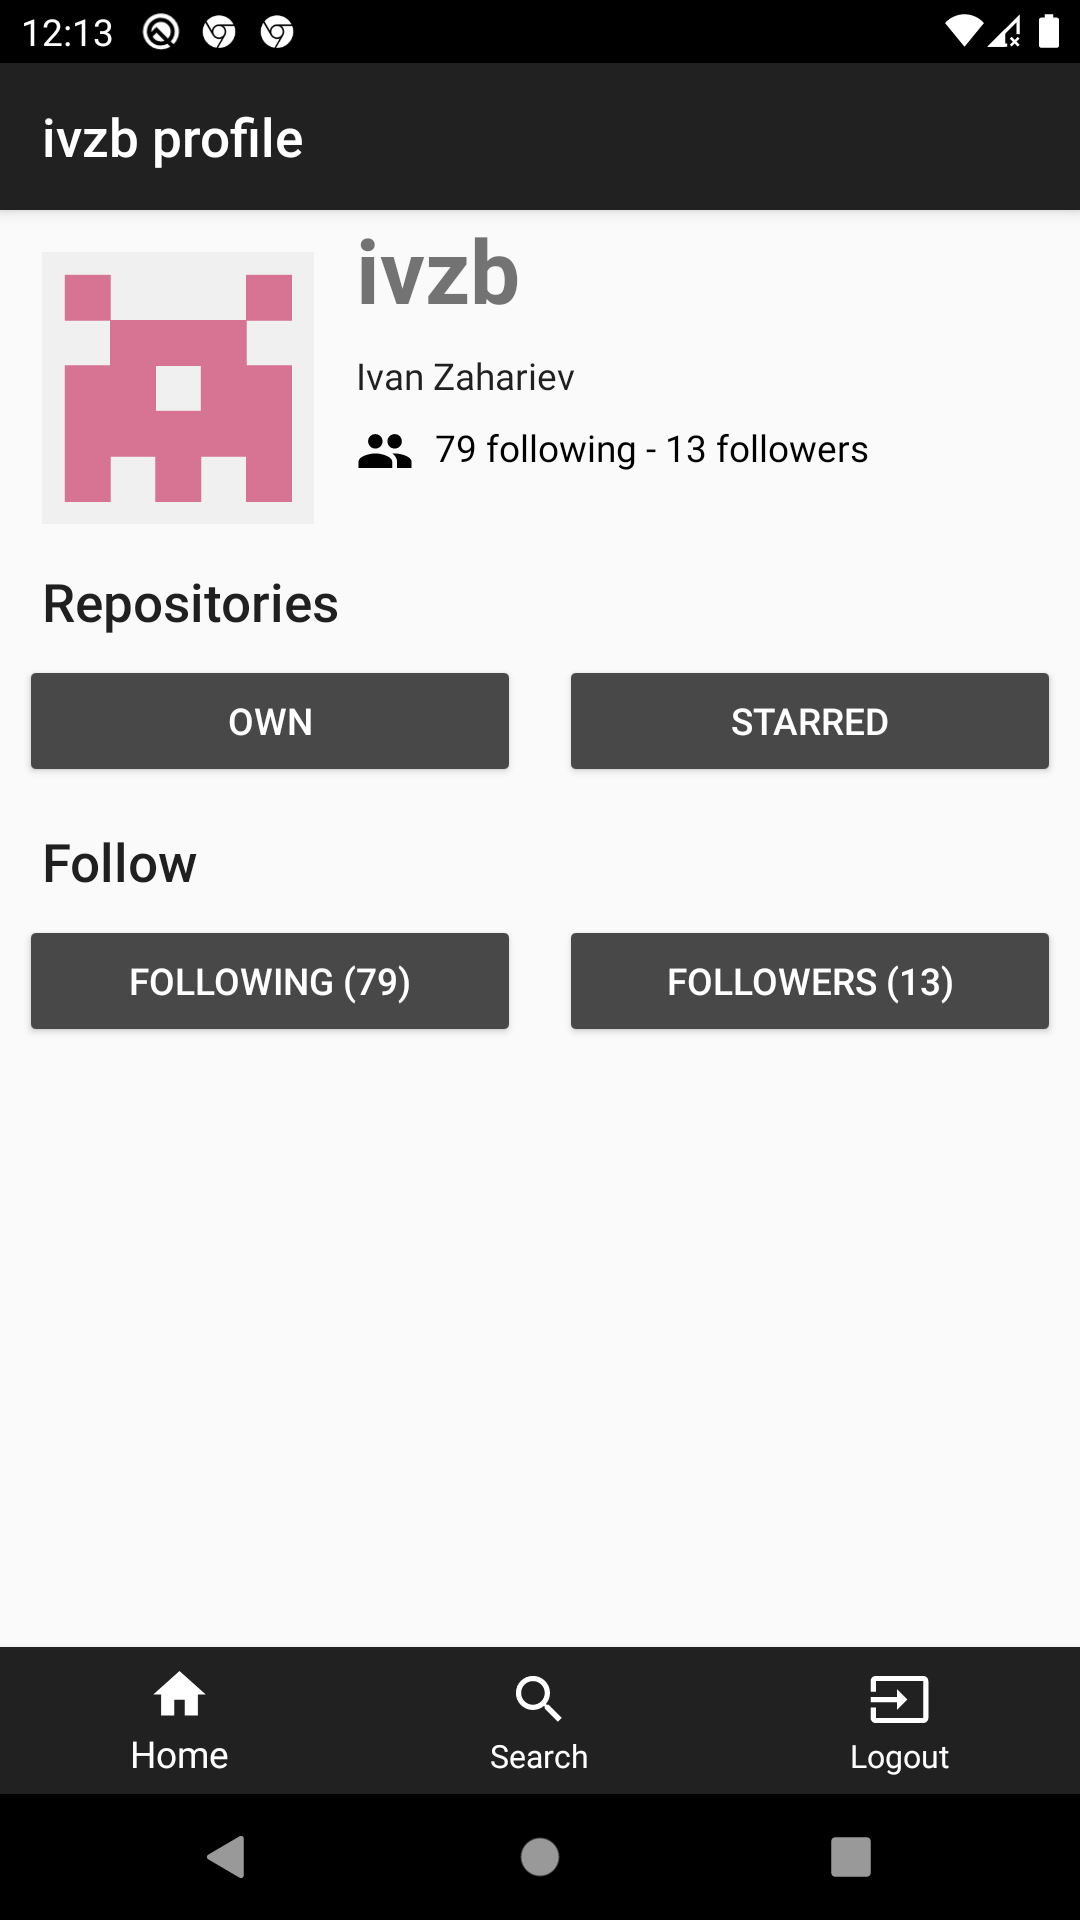 12:13
ivzb profile
ivzb
Ivan Zahariev
79 following - 13 followers
Repositories
OWN
STARRED
Follow
FOLLOWING (79)
FOLLOWERS (13)
Home
Search
Logout